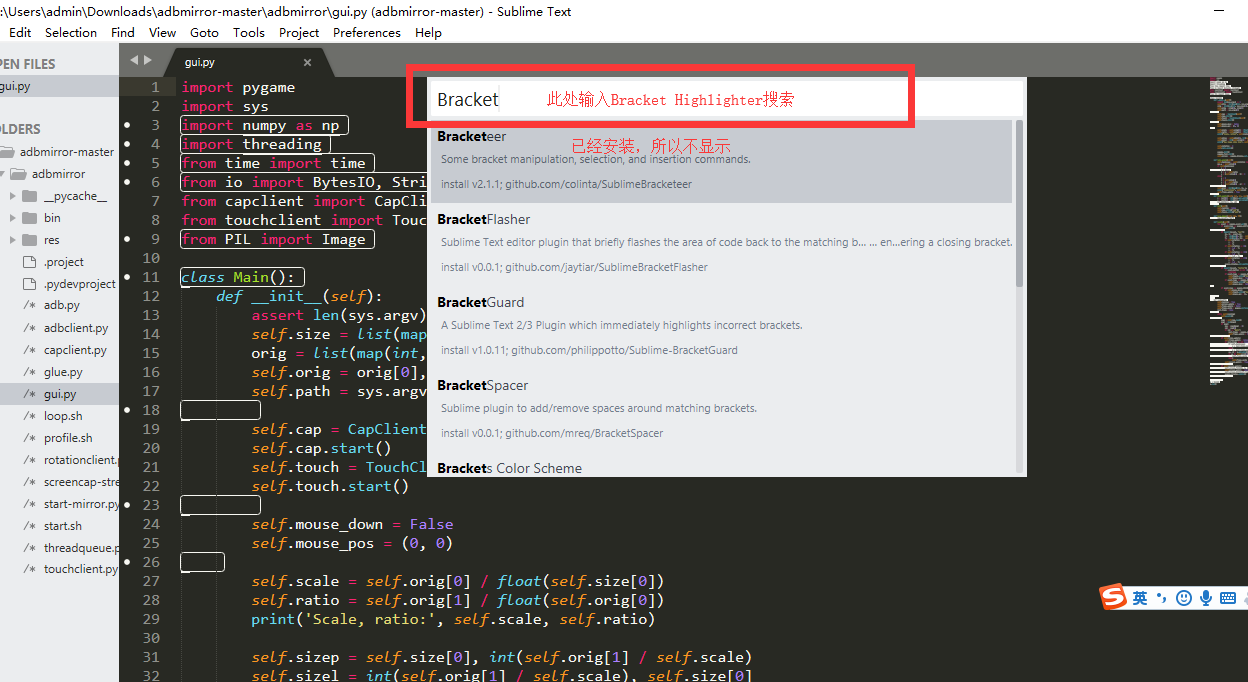 :\Users\admin\Downloads\adbmirror-master\adbmirror\gui.py (adbmirror-master) - Sublime Text
Edit Selection Find View Goto Tools Project Preferences Help
PEN FILES
gui.py
OLDERS
adbmirror-master
adbmirror
__pycache__
bin
res
.project
.pydevproject
/* adb.py
/* adbclient.py
/* capclient.py
/* glue.py
/* gui.py
/* loop.sh
/* profile.sh
/* rotationclient.p
/* screencap-stre
/* start-mirror.py
/* start.sh
/* threadqueue.p
/* touchclient.py
gui.py ×
1 import pygame
2 import sys
3 import numpy as np
4 import threading
5 from time import time
6 from io import BytesIO, Stri
7 from capclient import CapCli
8 from touchclient import Touc
9 from PIL import Image
10
11 class Main():
12 def __init__(self):
13 assert len(sys.argv)
14 self.size = list(map
15 orig = list(map(int,
16 self.orig = orig[0],
17 self.path = sys.argv
18
19 self.cap = CapClient
20 self.cap.start()
21 self.touch = TouchCl
22 self.touch.start()
23
24 self.mouse_down = False
25 self.mouse_pos = (0, 0)
26
27 self.scale = self.orig[0] / float(self.size[0])
28 self.ratio = self.orig[1] / float(self.orig[0])
29 print('Scale, ratio:', self.scale, self.ratio)
30
31 self.sizep = self.size[0], int(self.orig[1] / self.scale)
32 self.sizel = int(self.orig[1] / self.scale), self.size[0]
Bracket 此处输入Bracket Highlighter搜索
Bracketeer
已经安装，所以不显示
Some bracket manipulation, selection, and insertion commands.
install v2.1.1; github.com/colinta/SublimeBracketeer
BracketFlasher
Sublime Text editor plugin that briefly flashes the area of code back to the matching b... ... en...ering a closing bracket.
install v0.0.1; github.com/jaytiar/SublimeBracketFlasher
BracketGuard
A Sublime Text 2/3 Plugin which immediately highlights incorrect brackets.
install v1.0.11; github.com/philippotto/Sublime-BracketGuard
BracketSpacer
Sublime plugin to add/remove spaces around matching brackets.
install v0.0.1; github.com/mreq/BracketSpacer
Brackets Color Scheme
S 英